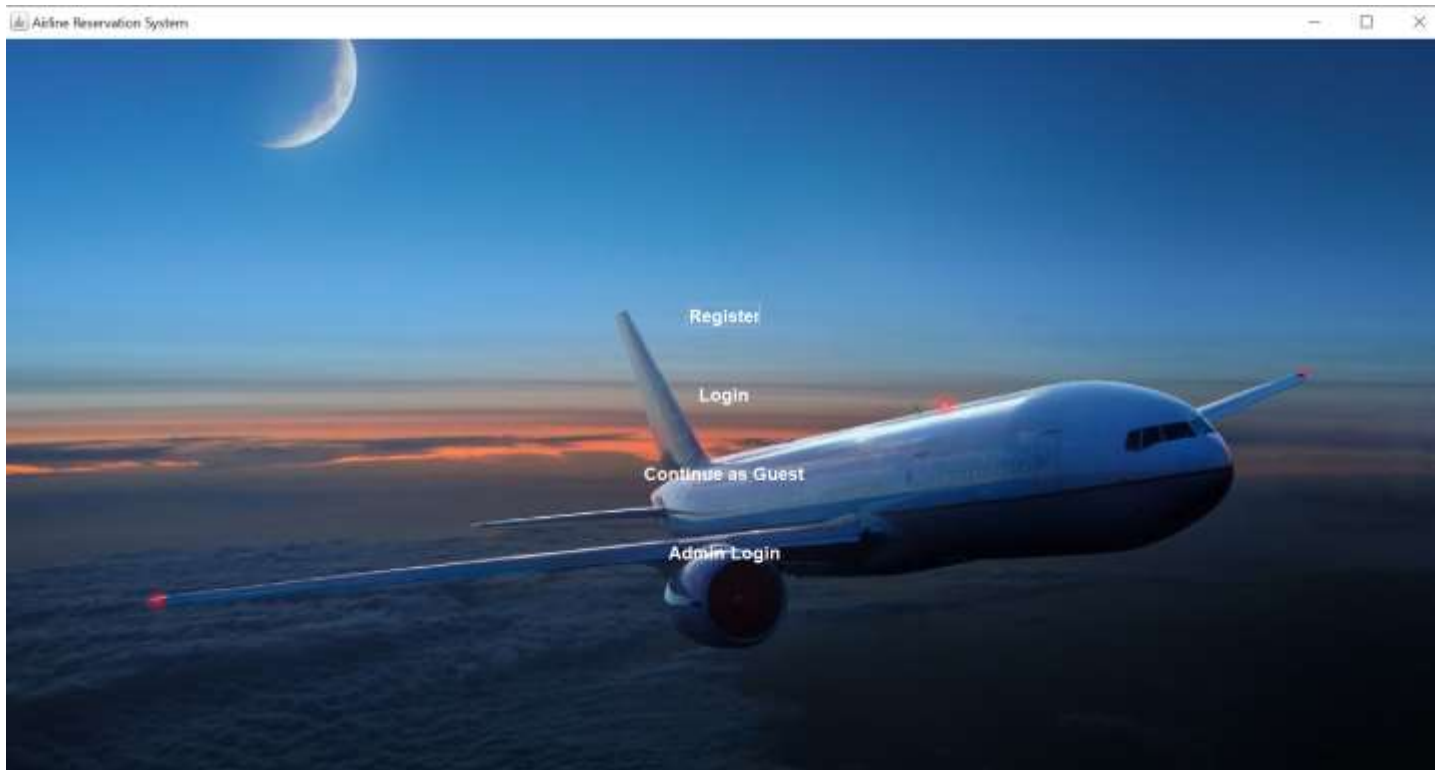 Airline Reservation System
Register
Login
Continue as Guest
Admin Login